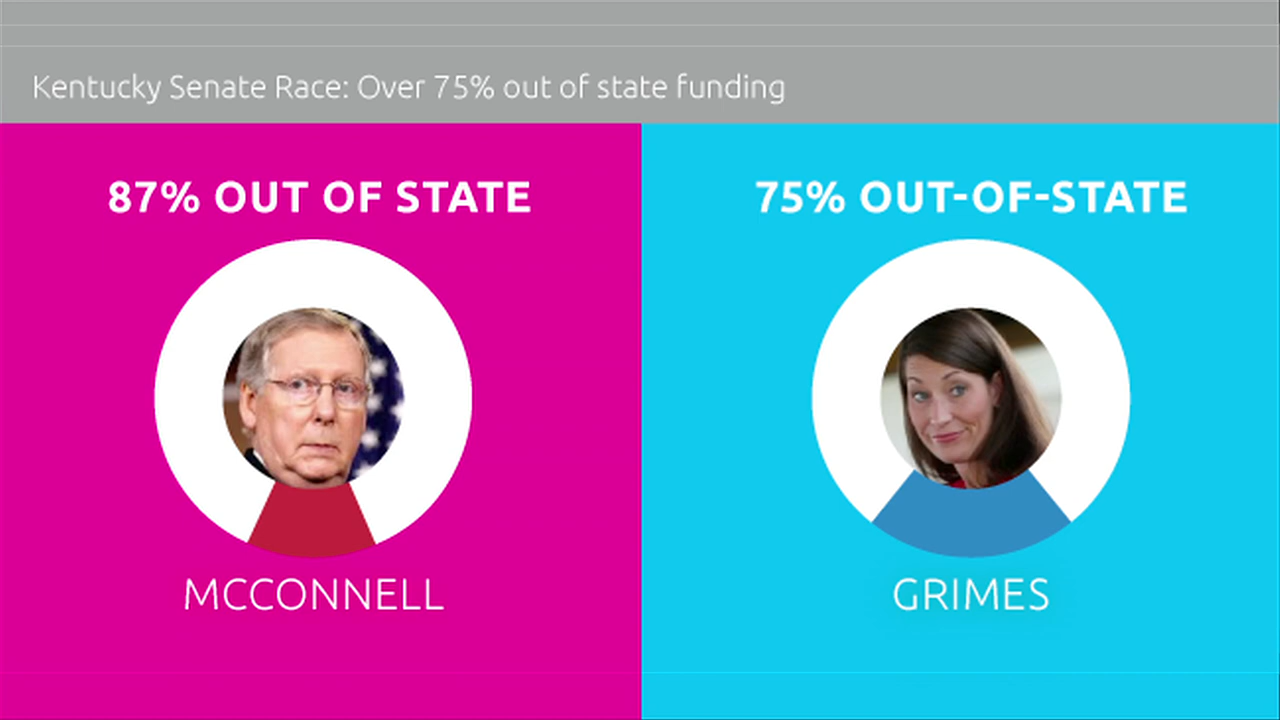 Kentucky Senate Race: Over 75% out of state funding
87% OUT OF STATE
75% OUT-OF-STATE
MCCONNELL
GRIMES